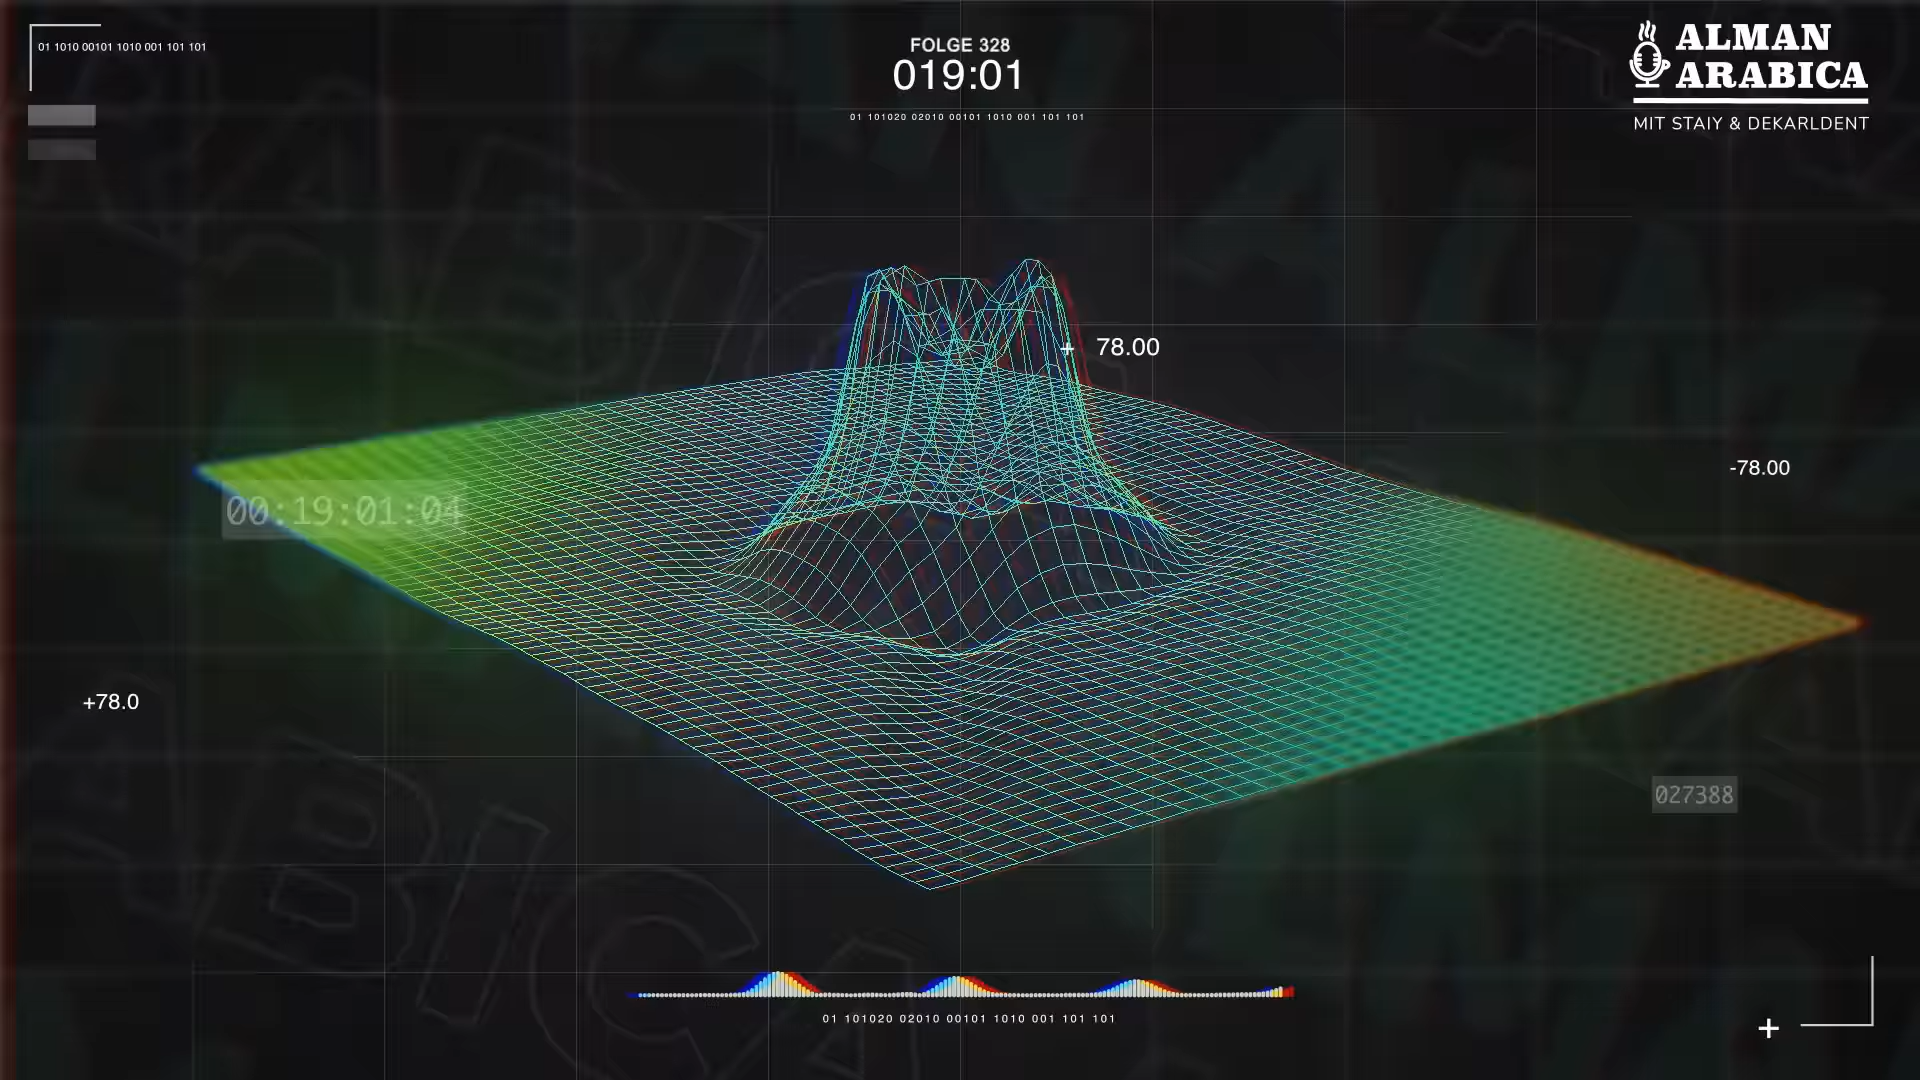 01 1010 00101 1010 001 101 101
FOLGE 328
019:01
01 101020 02010 00101 1010 001 101 101
ALMAN
ARABICA
MIT STAIY & DEKARLDENT
+ 78.00
-78.00
00:19:01:04
+78.0
027388
01 101020 02010 00101 1010 001 101 101
+